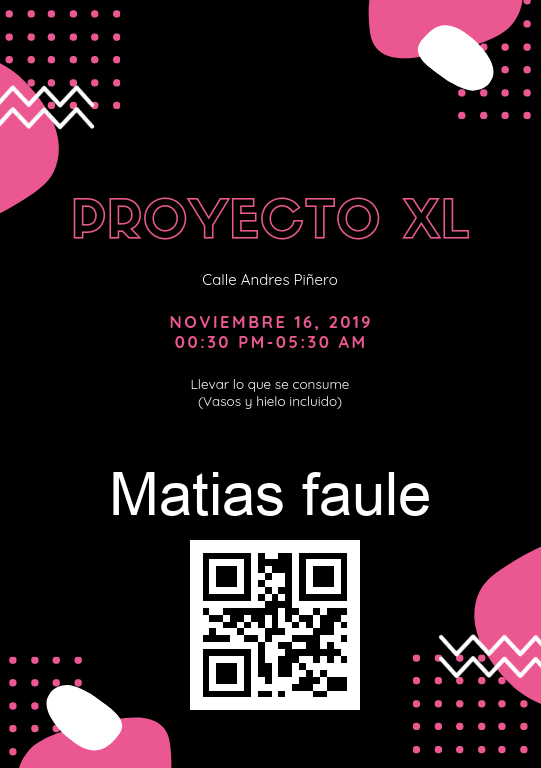 PROYECTO XL
Calle Andres Piñero
NOVIEMBRE 16, 2019
00:30 PM-05:30 AM
Llevar lo que se consume
(Vasos y hielo incluido)
Matias faule